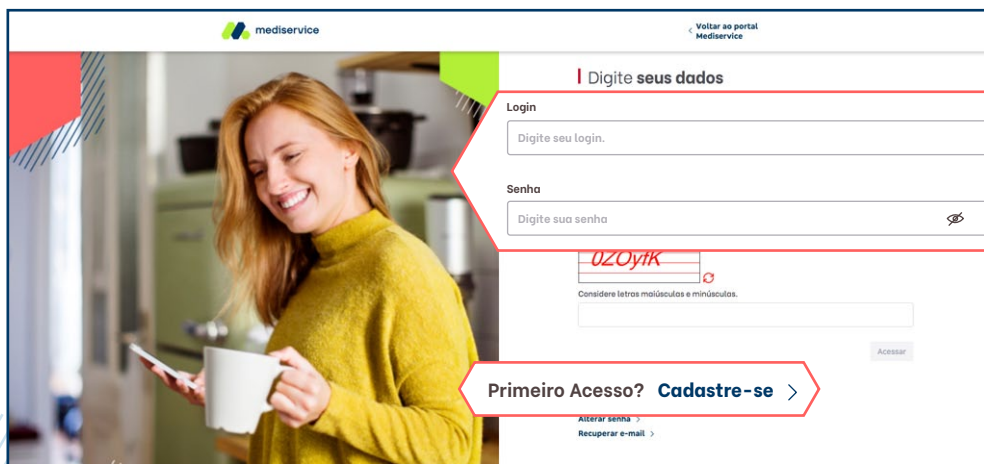 mediservice
Voltar ao portal
Mediservice
Digite seus dados
Login
Digite seu login.
Senha
Digite sua senha
0ZOyfK
Considere letras maiúsculas e minúsculas.
Acessar
Primeiro Acesso? Cadastre-se
Alterar senha
Recuperar e-mail